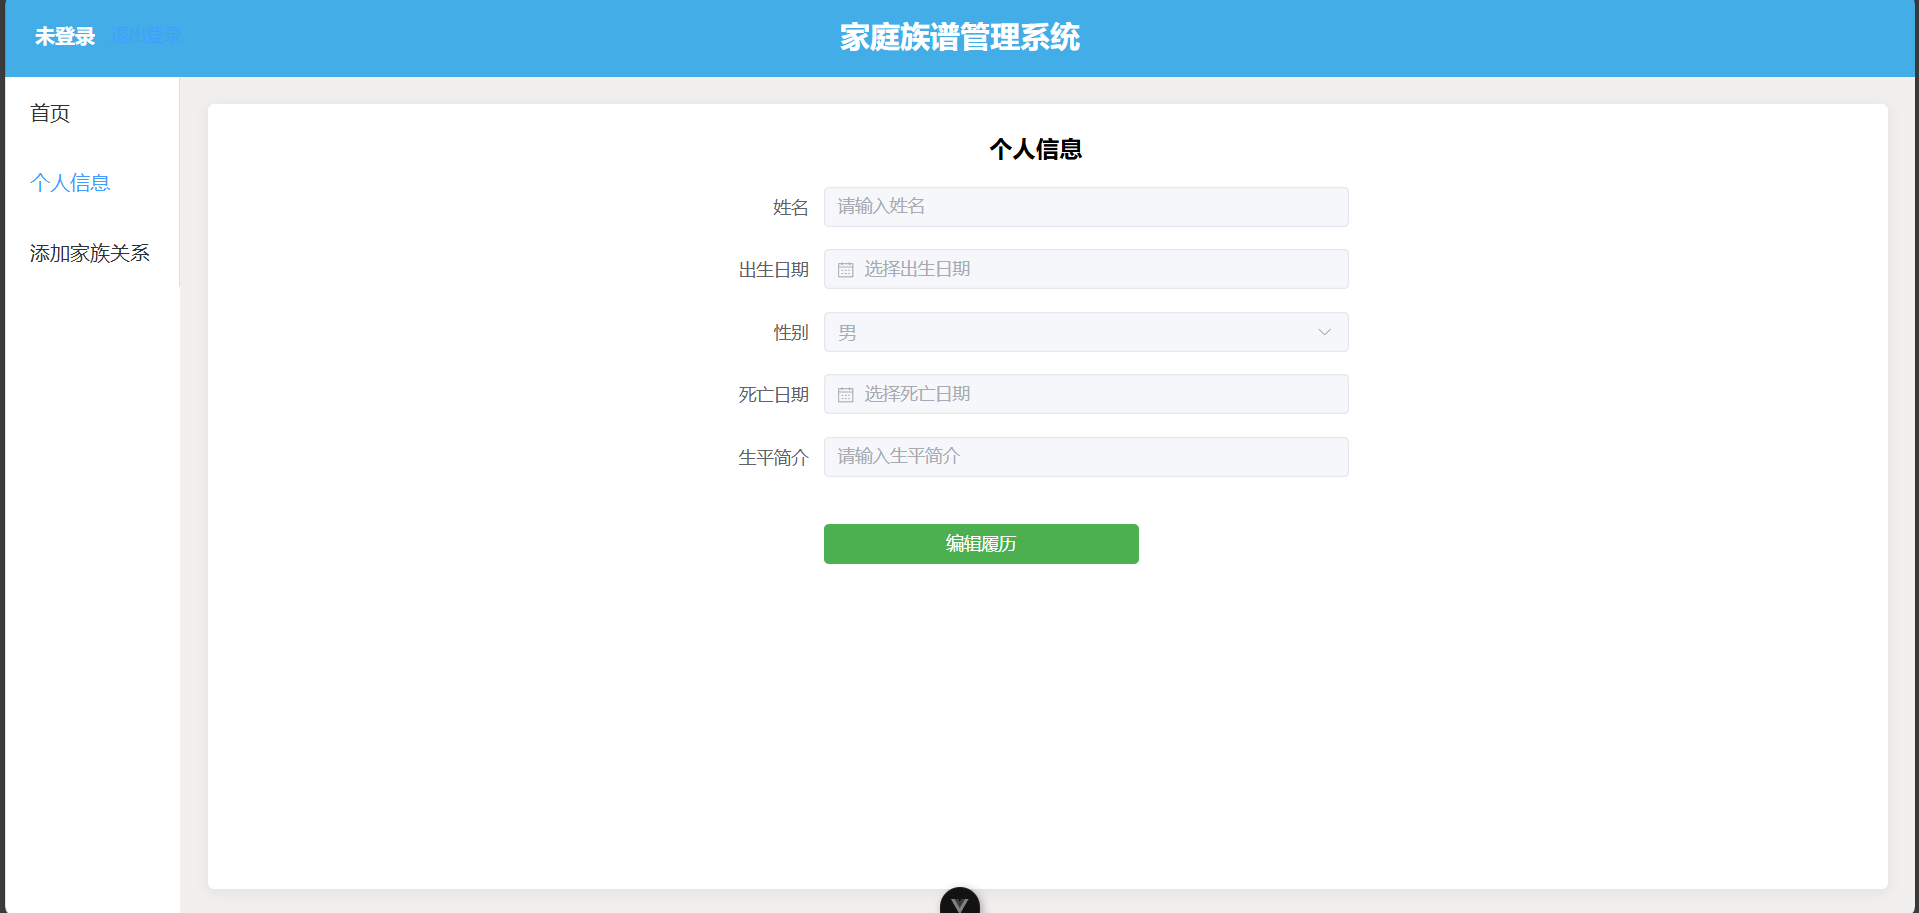 未登录 退出登录
家庭族谱管理系统
首页
个人信息
添加家族关系
个人信息
姓名 请输入姓名
出生日期 选择出生日期
性别 男
死亡日期 选择死亡日期
生平简介 请输入生平简介
编辑履历